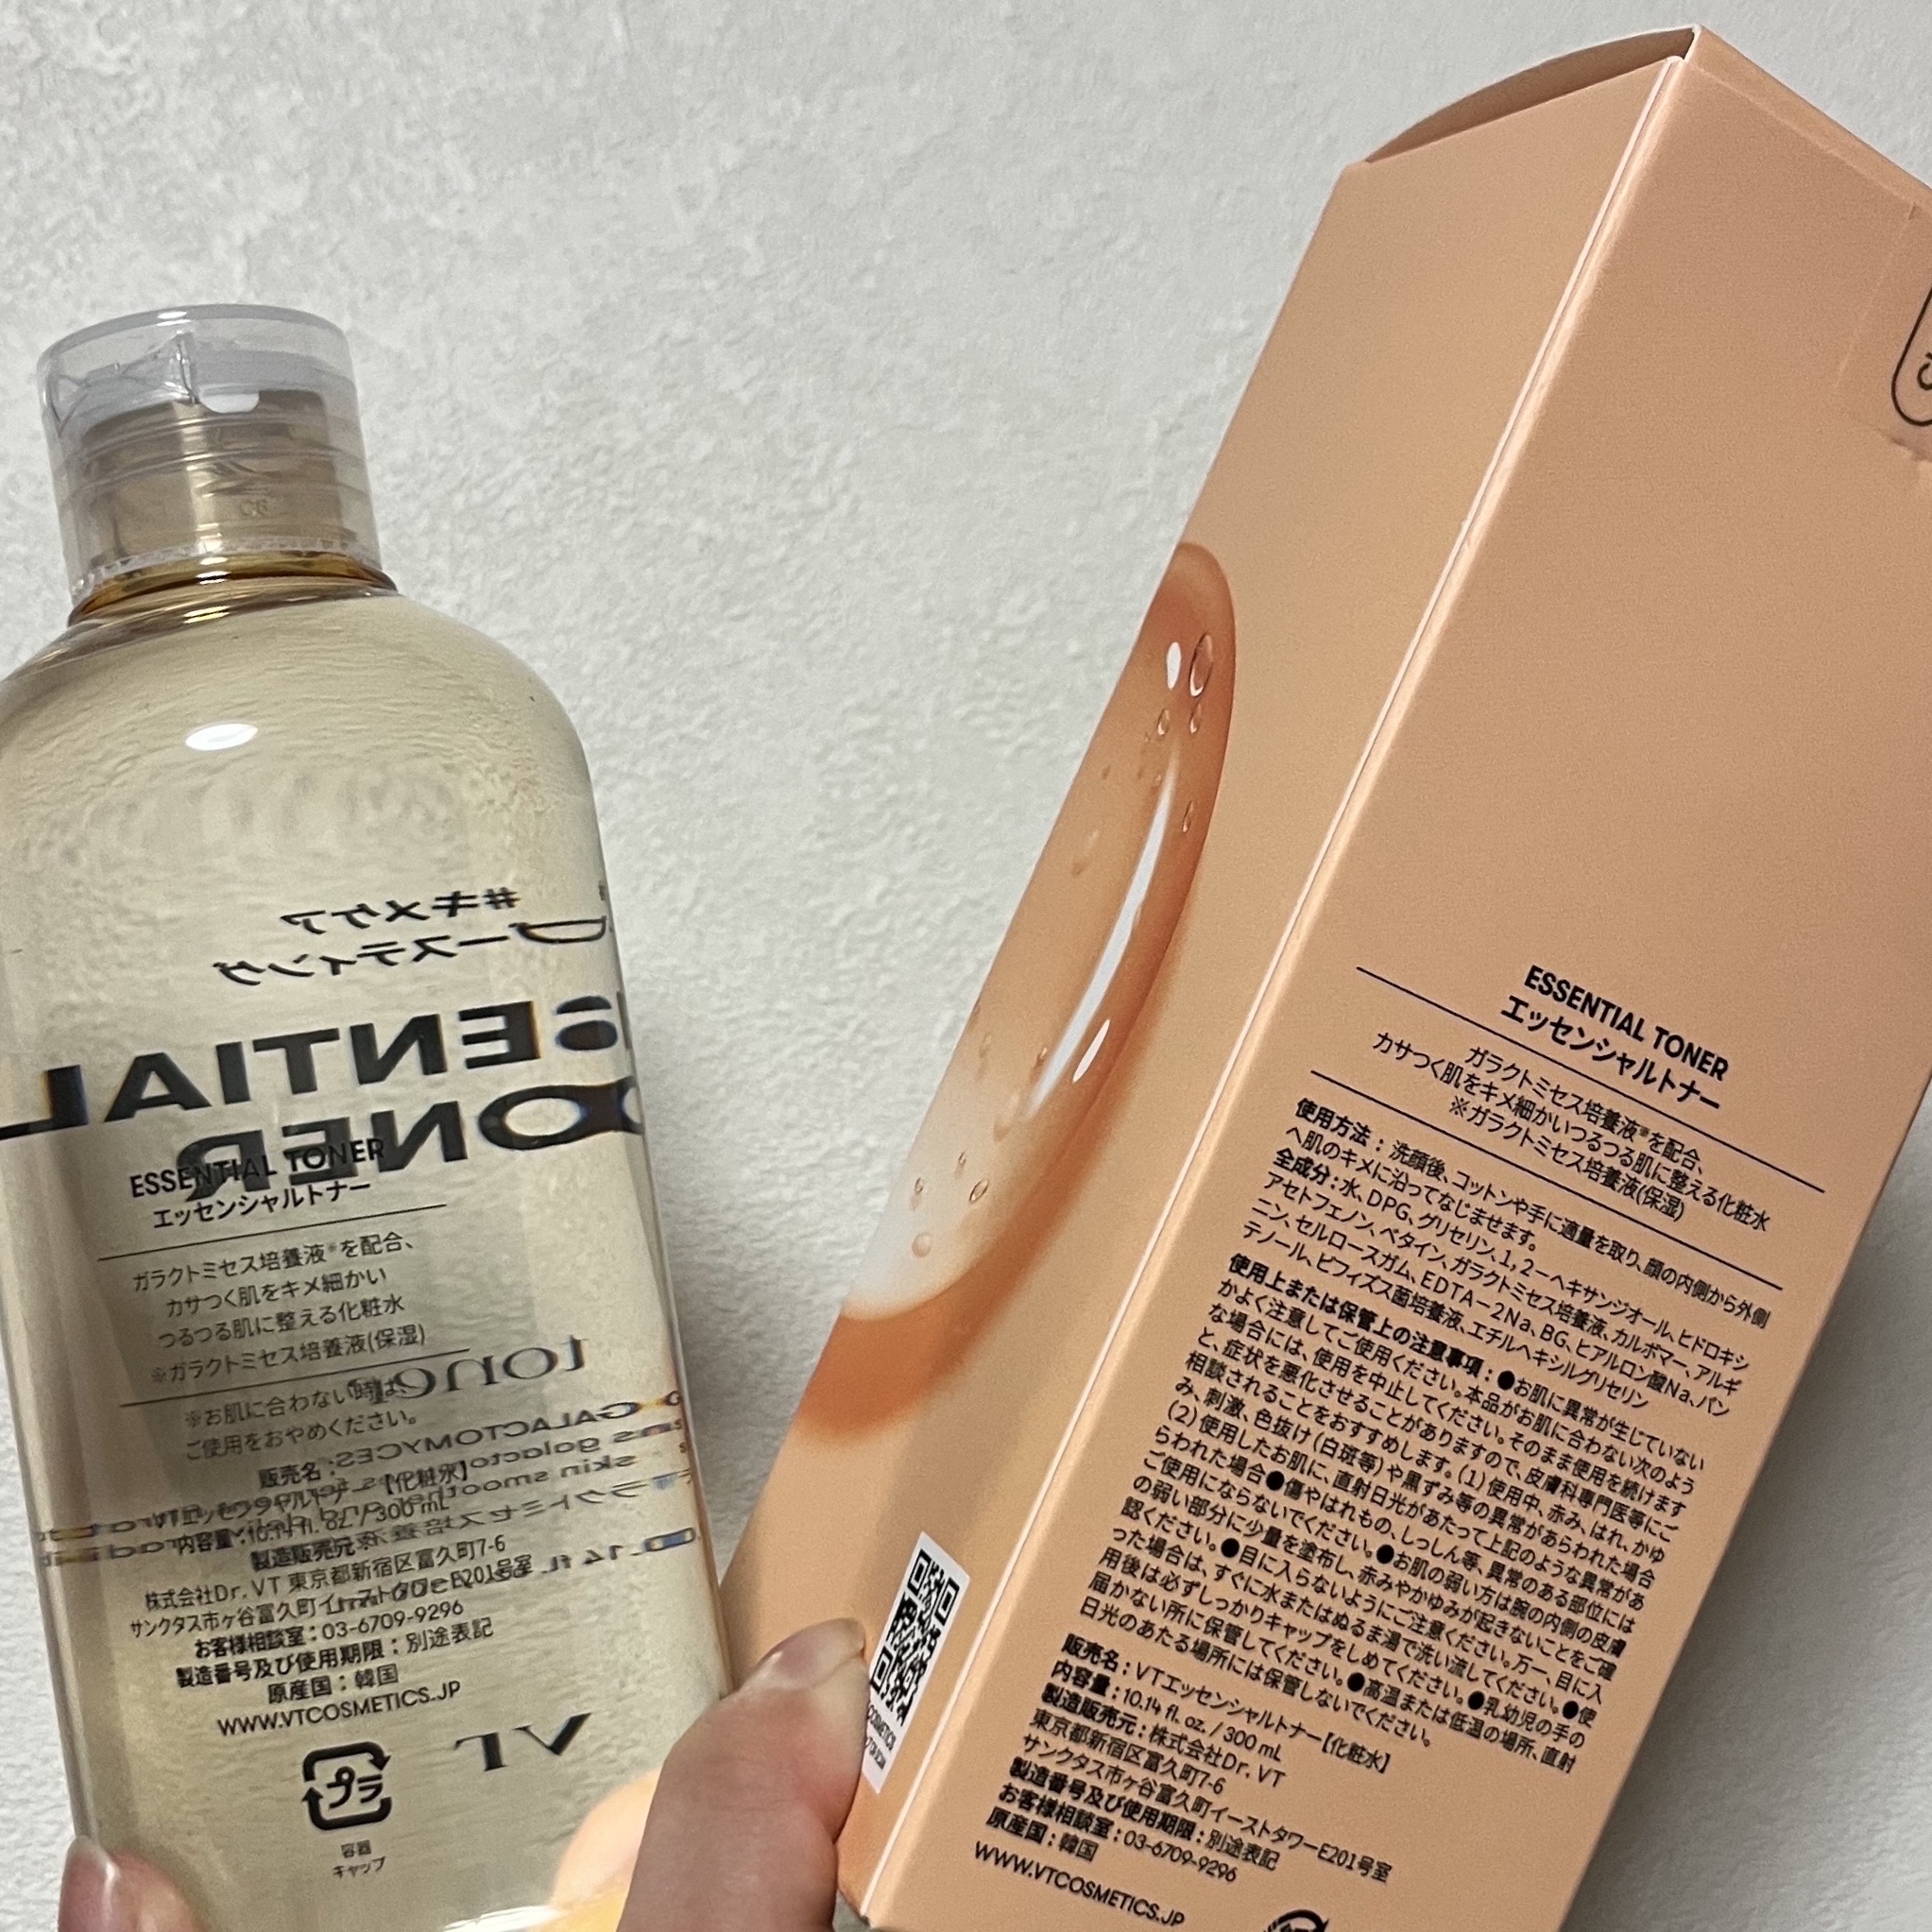 #キメケア
ブースティング
ESSENTIAL
TONER
ESSENTIAL TONER
エッセンシャルトナー
ガラクトミセス培養液※を配合、
カサつく肌をキメ細かい
つるつる肌に整える化粧水
※ガラクトミセス培養液(保湿)
※お肌に合わない時は、
ご使用をおやめください。
販売名：
VTエッセンシャルトナー【化粧水】
内容量：10.14 fl. oz. / 300 mL
製造販売元：
株式会社Dr. VT 東京都新宿区富久町7-6
サンクタス市ヶ谷富久町イーストタワーE201号室
お客様相談室：03-6709-9296
製造番号及び使用期限：別途表記
原産国：韓国
WWW.VTCOSMETICS.JP
VT
プラ
容器
キャップ
ESSENTIAL TONER
エッセンシャルトナー
ガラクトミセス培養液※を配合、
カサつく肌をキメ細かいつるつる肌に整える化粧水
※ガラクトミセス培養液(保湿)
使用方法：洗顔後、コットンや手に適量を取り、顔の内側から外側
へ肌のキメに沿ってなじませます。
全成分：水、DPG、グリセリン、1,2－ヘキサンジオール、ヒドロキシ
アセトフェノン、ベタイン、ガラクトミセス培養液、カルボマー、アルギ
ニン、セルロースガム、EDTA－2Na、BG、ヒアルロン酸Na、パン
テノール、ビフィズス菌培養液、エチルヘキシルグリセリン
使用上または保管上の注意事項：●お肌に異常が生じていない
かよく注意してご使用ください。本品がお肌に合わない次のよう
な場合には、使用を中止してください。そのまま使用を続けます
と、症状を悪化させることがありますので、皮膚科専門医等にご
相談されることをおすすめします。(1)使用中、赤み、はれ、かゆ
み、刺激、色抜け(白斑等)や黒ずみ等の異常があらわれた場合
(2)使用したお肌に、直射日光があたって上記のような異常があ
らわれた場合●傷やはれもの、しっしん等、異常のある部位には
ご使用にならないでください。●お肌の弱い方は腕の内側の皮膚
の弱い部分に少量を塗布し、赤みやかゆみが起きないことをご確
認ください。●目に入らないようにご注意ください。万一、目に入
った場合は、すぐに水またはぬるま湯で洗い流してください。●使
用後は必ずしっかりキャップをしめてください。●乳幼児の手の
届かない所に保管してください。●高温または低温の場所、直射
日光のあたる場所には保管しないでください。
販売名：VTエッセンシャルトナー【化粧水】
内容量：10.14 fl. oz. / 300 mL
製造販売元：株式会社Dr. VT
東京都新宿区富久町7-6
サンクタス市ヶ谷富久町イーストタワーE201号室
製造番号及び使用期限：別途表記
お客様相談室：03-6709-9296
原産国：韓国
WWW.VTCOSMETICS.JP